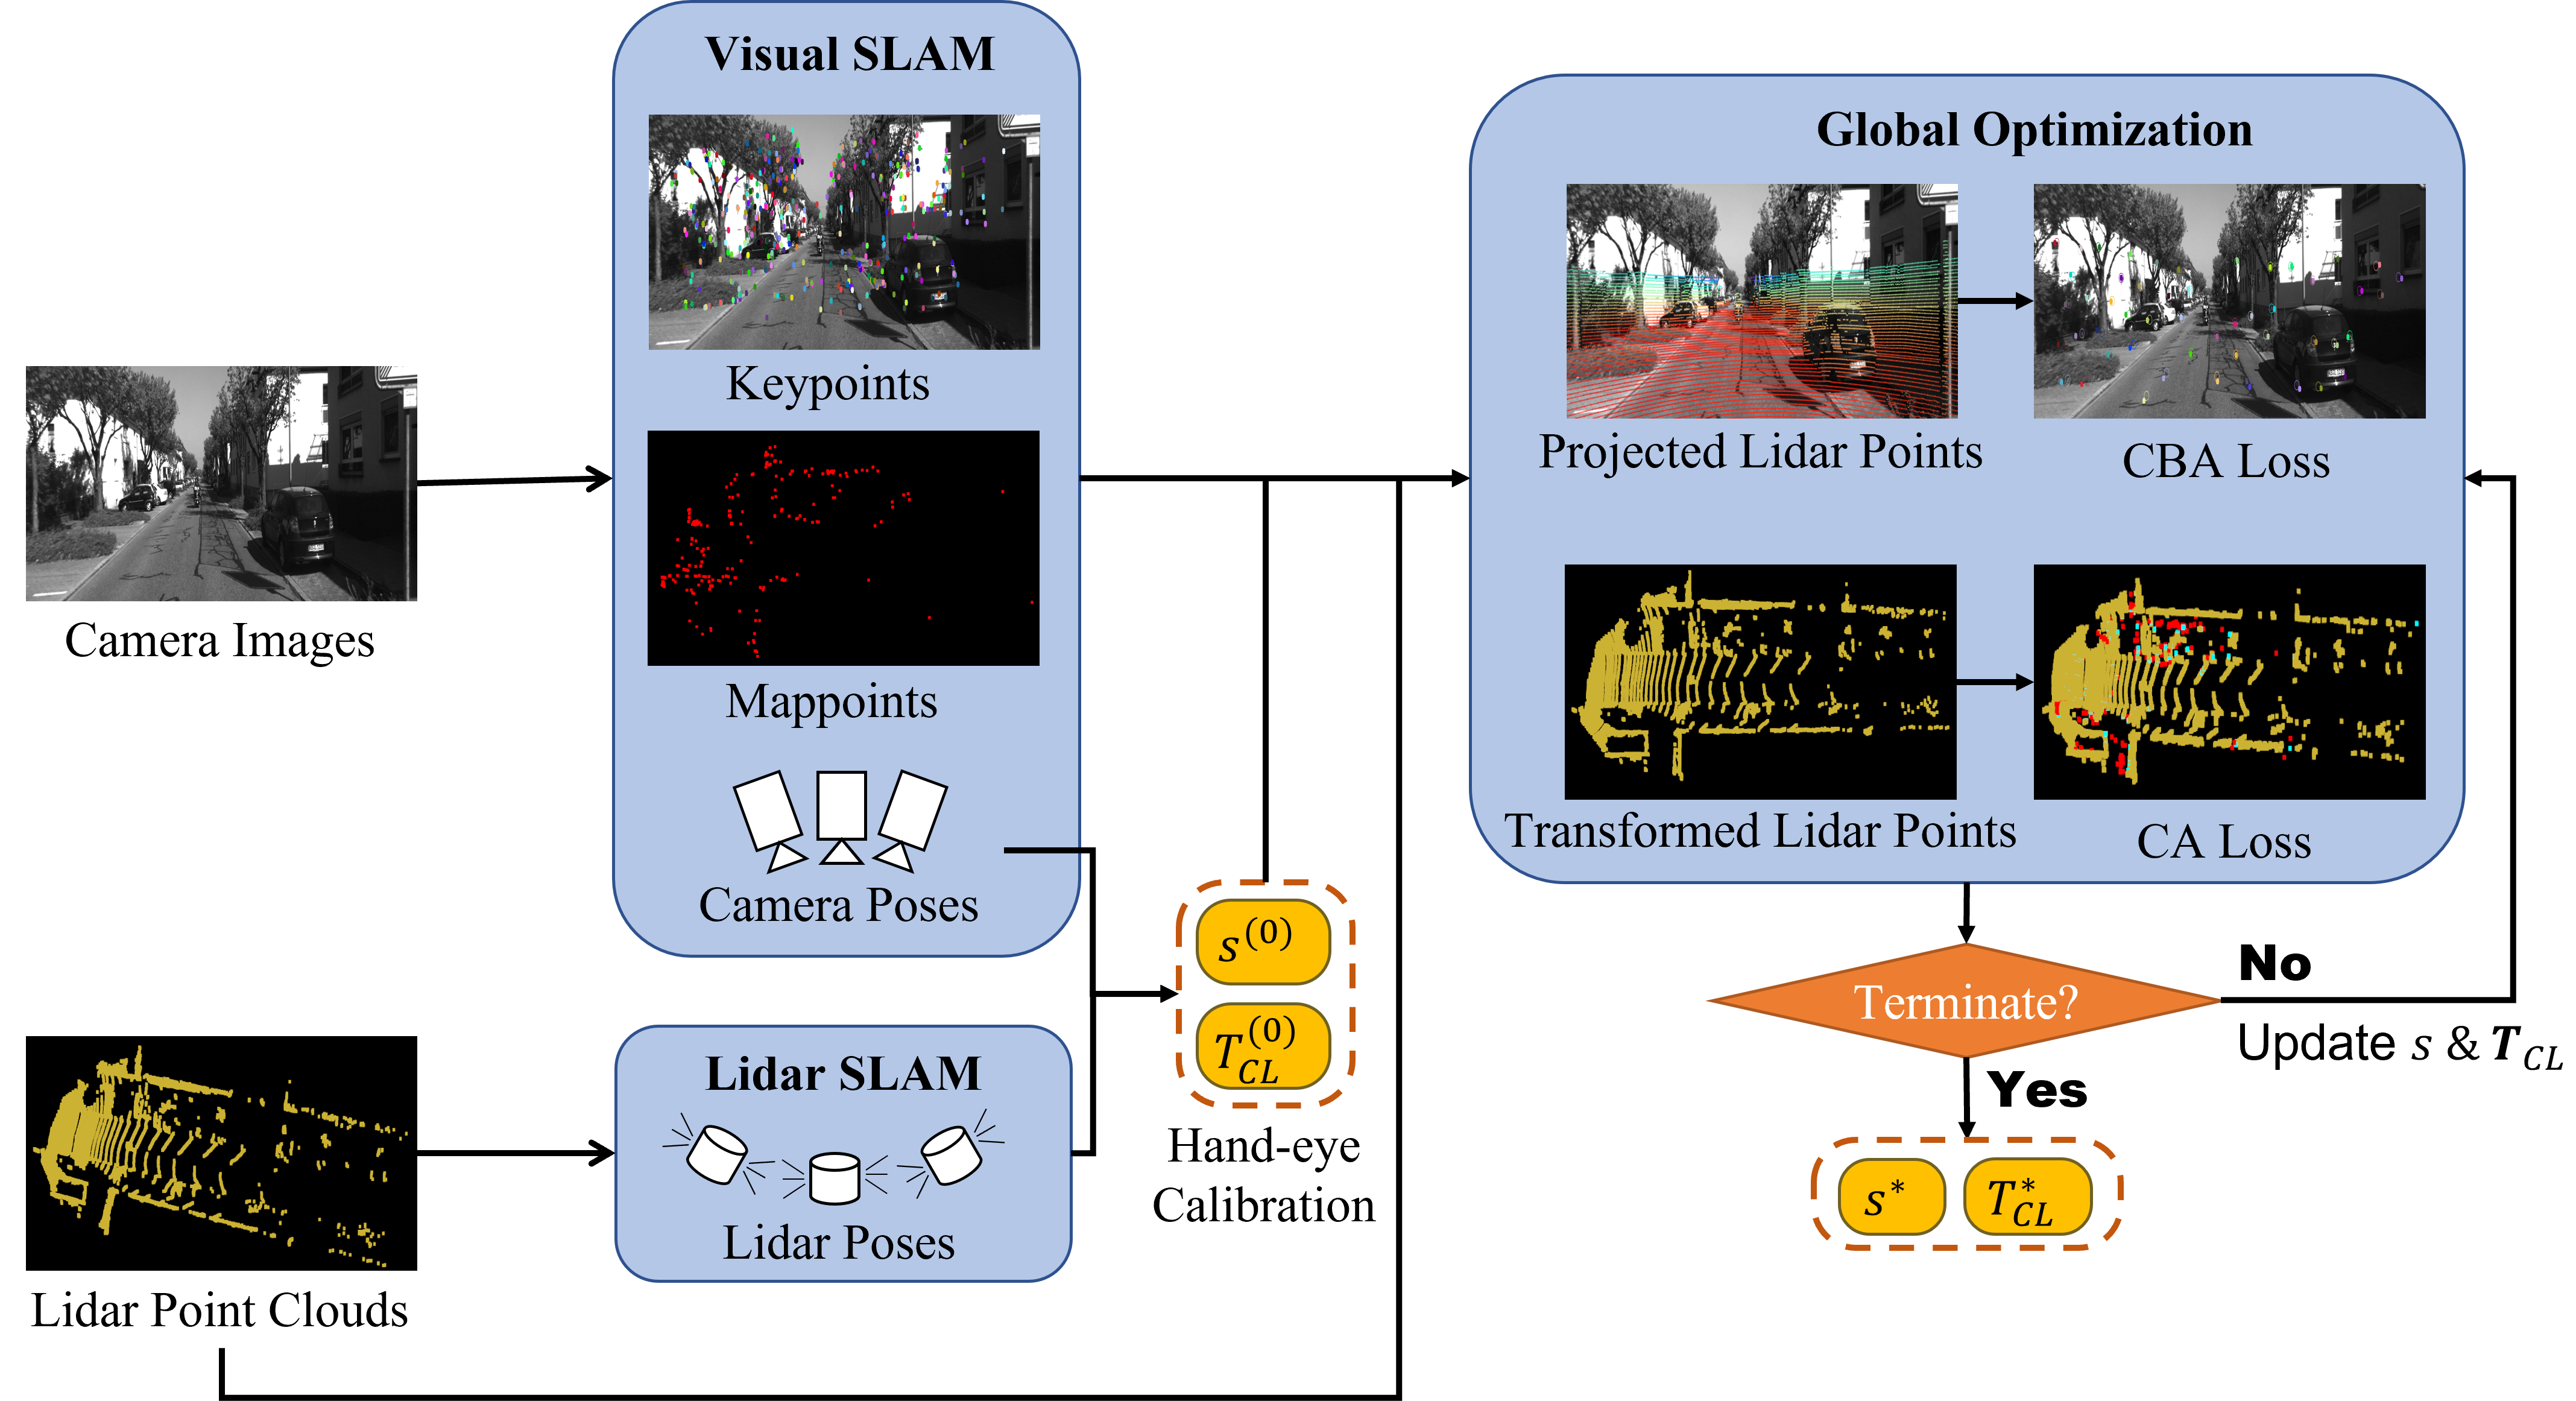 Visual SLAM
Keypoints
Mappoints
Camera Poses
Camera Images
Lidar SLAM
Lidar Poses
Lidar Point Clouds
s^{(0)}
T_{CL}^{(0)}
Hand-eye
Calibration
Global Optimization
Projected Lidar Points
CBA Loss
Transformed Lidar Points
CA Loss
Terminate?
No
Update s & T_{CL}
Yes
s^*
T_{CL}^*